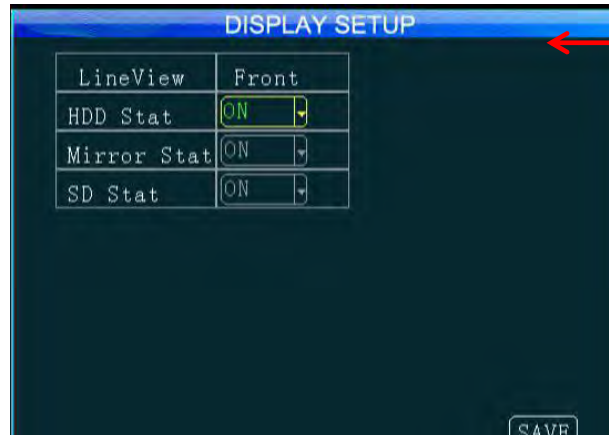 DISPLAY SETUP
LineView Front
HDD Stat ON
Mirror Stat ON
SD Stat ON
SAVE